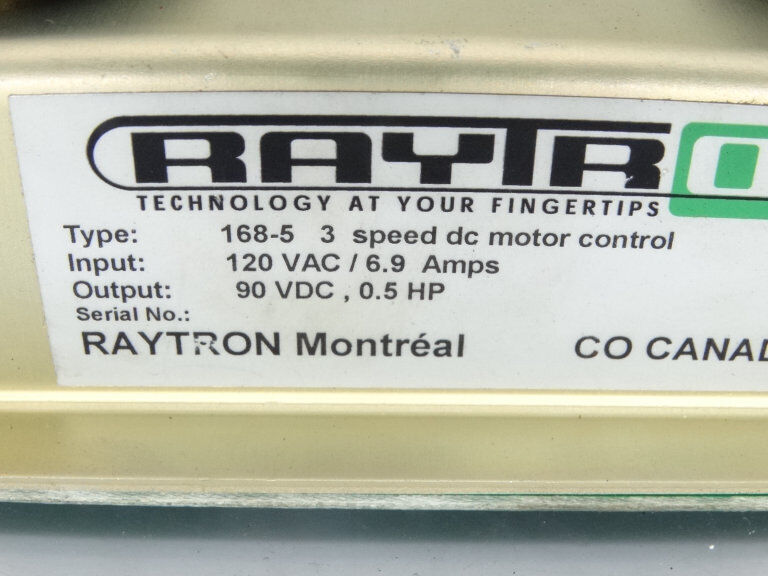 RAYTRO
TECHNOLOGY AT YOUR FINGERTIPS
Type: 168-5 3 speed dc motor control
Input: 120 VAC / 6.9 Amps
Output: 90 VDC , 0.5 HP
Serial No.:
RAYTRON Montréal CO CANAD